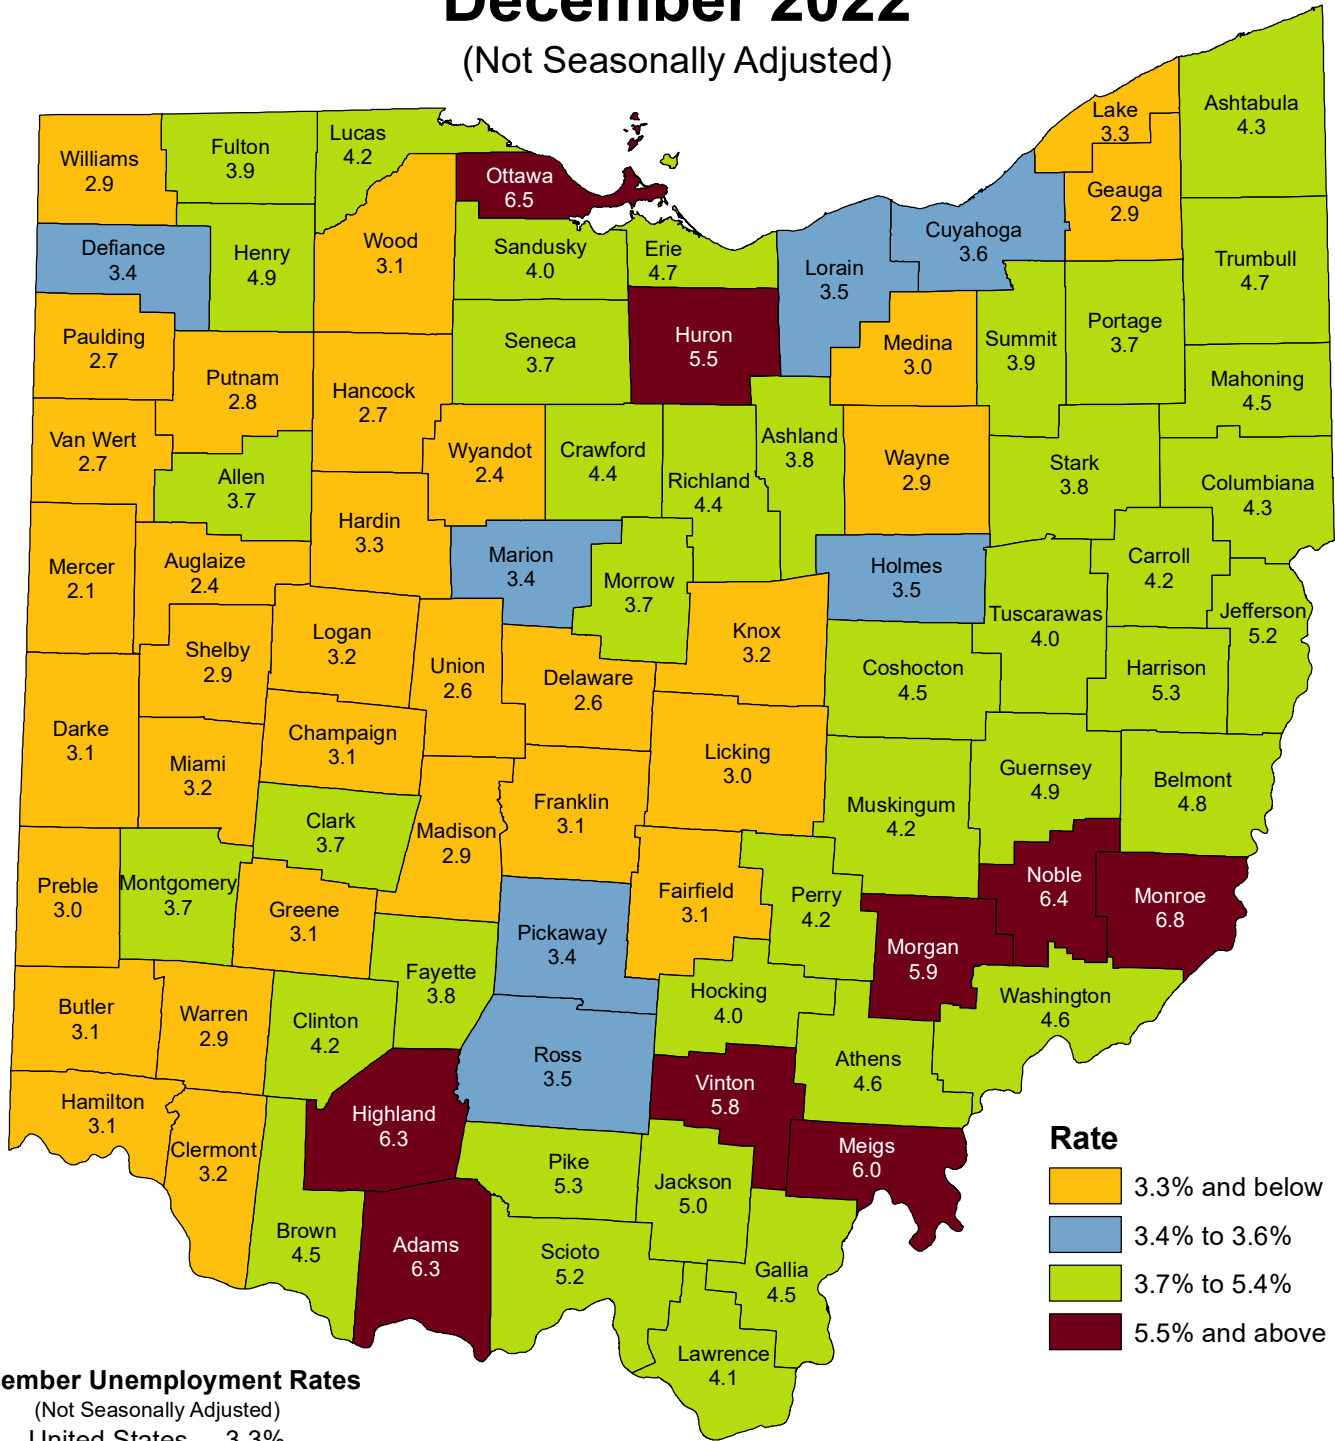 December 2022
(Not Seasonally Adjusted)
Williams
2.9
Fulton
3.9
Lucas
4.2
Ottawa
6.5
Lake
3.3
Ashtabula
4.3
Geauga
2.9
Defiance
3.4
Henry
4.9
Wood
3.1
Sandusky
4.0
Erie
4.7
Lorain
3.5
Cuyahoga
3.6
Trumbull
4.7
Paulding
2.7
Putnam
2.8
Hancock
2.7
Seneca
3.7
Huron
5.5
Medina
3.0
Summit
3.9
Portage
3.7
Mahoning
4.5
Van Wert
2.7
Allen
3.7
Wyandot
2.4
Crawford
4.4
Richland
4.4
Ashland
3.8
Wayne
2.9
Stark
3.8
Columbiana
4.3
Mercer
2.1
Auglaize
2.4
Hardin
3.3
Marion
3.4
Morrow
3.7
Holmes
3.5
Tuscarawas
4.0
Carroll
4.2
Jefferson
5.2
Shelby
2.9
Logan
3.2
Union
2.6
Delaware
2.6
Knox
3.2
Coshocton
4.5
Harrison
5.3
Darke
3.1
Miami
3.2
Champaign
3.1
Licking
3.0
Muskingum
4.2
Guernsey
4.9
Belmont
4.8
Clark
3.7
Madison
2.9
Franklin
3.1
Preble
3.0
Montgomery
3.7
Greene
3.1
Fairfield
3.1
Perry
4.2
Morgan
5.9
Noble
6.4
Monroe
6.8
Fayette
3.8
Pickaway
3.4
Hocking
4.0
Washington
4.6
Butler
3.1
Warren
2.9
Clinton
4.2
Ross
3.5
Vinton
5.8
Athens
4.6
Hamilton
3.1
Clermont
3.2
Highland
6.3
Meigs
6.0
Brown
4.5
Adams
6.3
Pike
5.3
Jackson
5.0
Scioto
5.2
Gallia
4.5
Lawrence
4.1
Rate
3.3% and below
3.4% to 3.6%
3.7% to 5.4%
5.5% and above
ember Unemployment Rates
(Not Seasonally Adjusted)
United States 3.3%